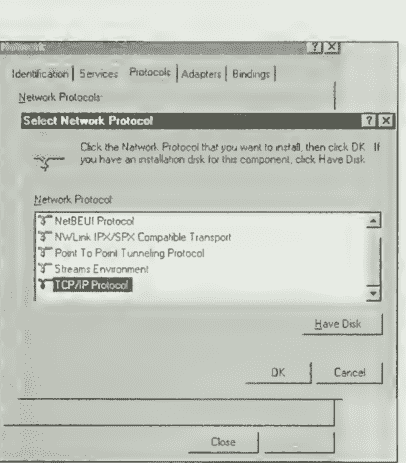 Network
Identification Services Protocols Adapters Bindings
Network Protocols:
Select Network Protocol
Click the Network Protocol that you want to install, then click OK. If
you have an installation disk for this component, click Have Disk.
Network Protocol:
NetBEUI Protocol
NWLink IPX/SPX Compatible Transport
Point To Point Tunneling Protocol
Streams Environment
TCP/IP Protocol
Have Disk
OK Cancel
Close